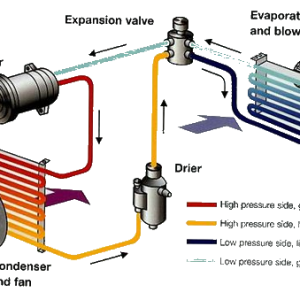 Expansion valve
Evaporat
and blow
r
Drier
High pressure side, g
High pressure side, l
Low pressure side, li
Low pressure side, g
ondenser
nd fan